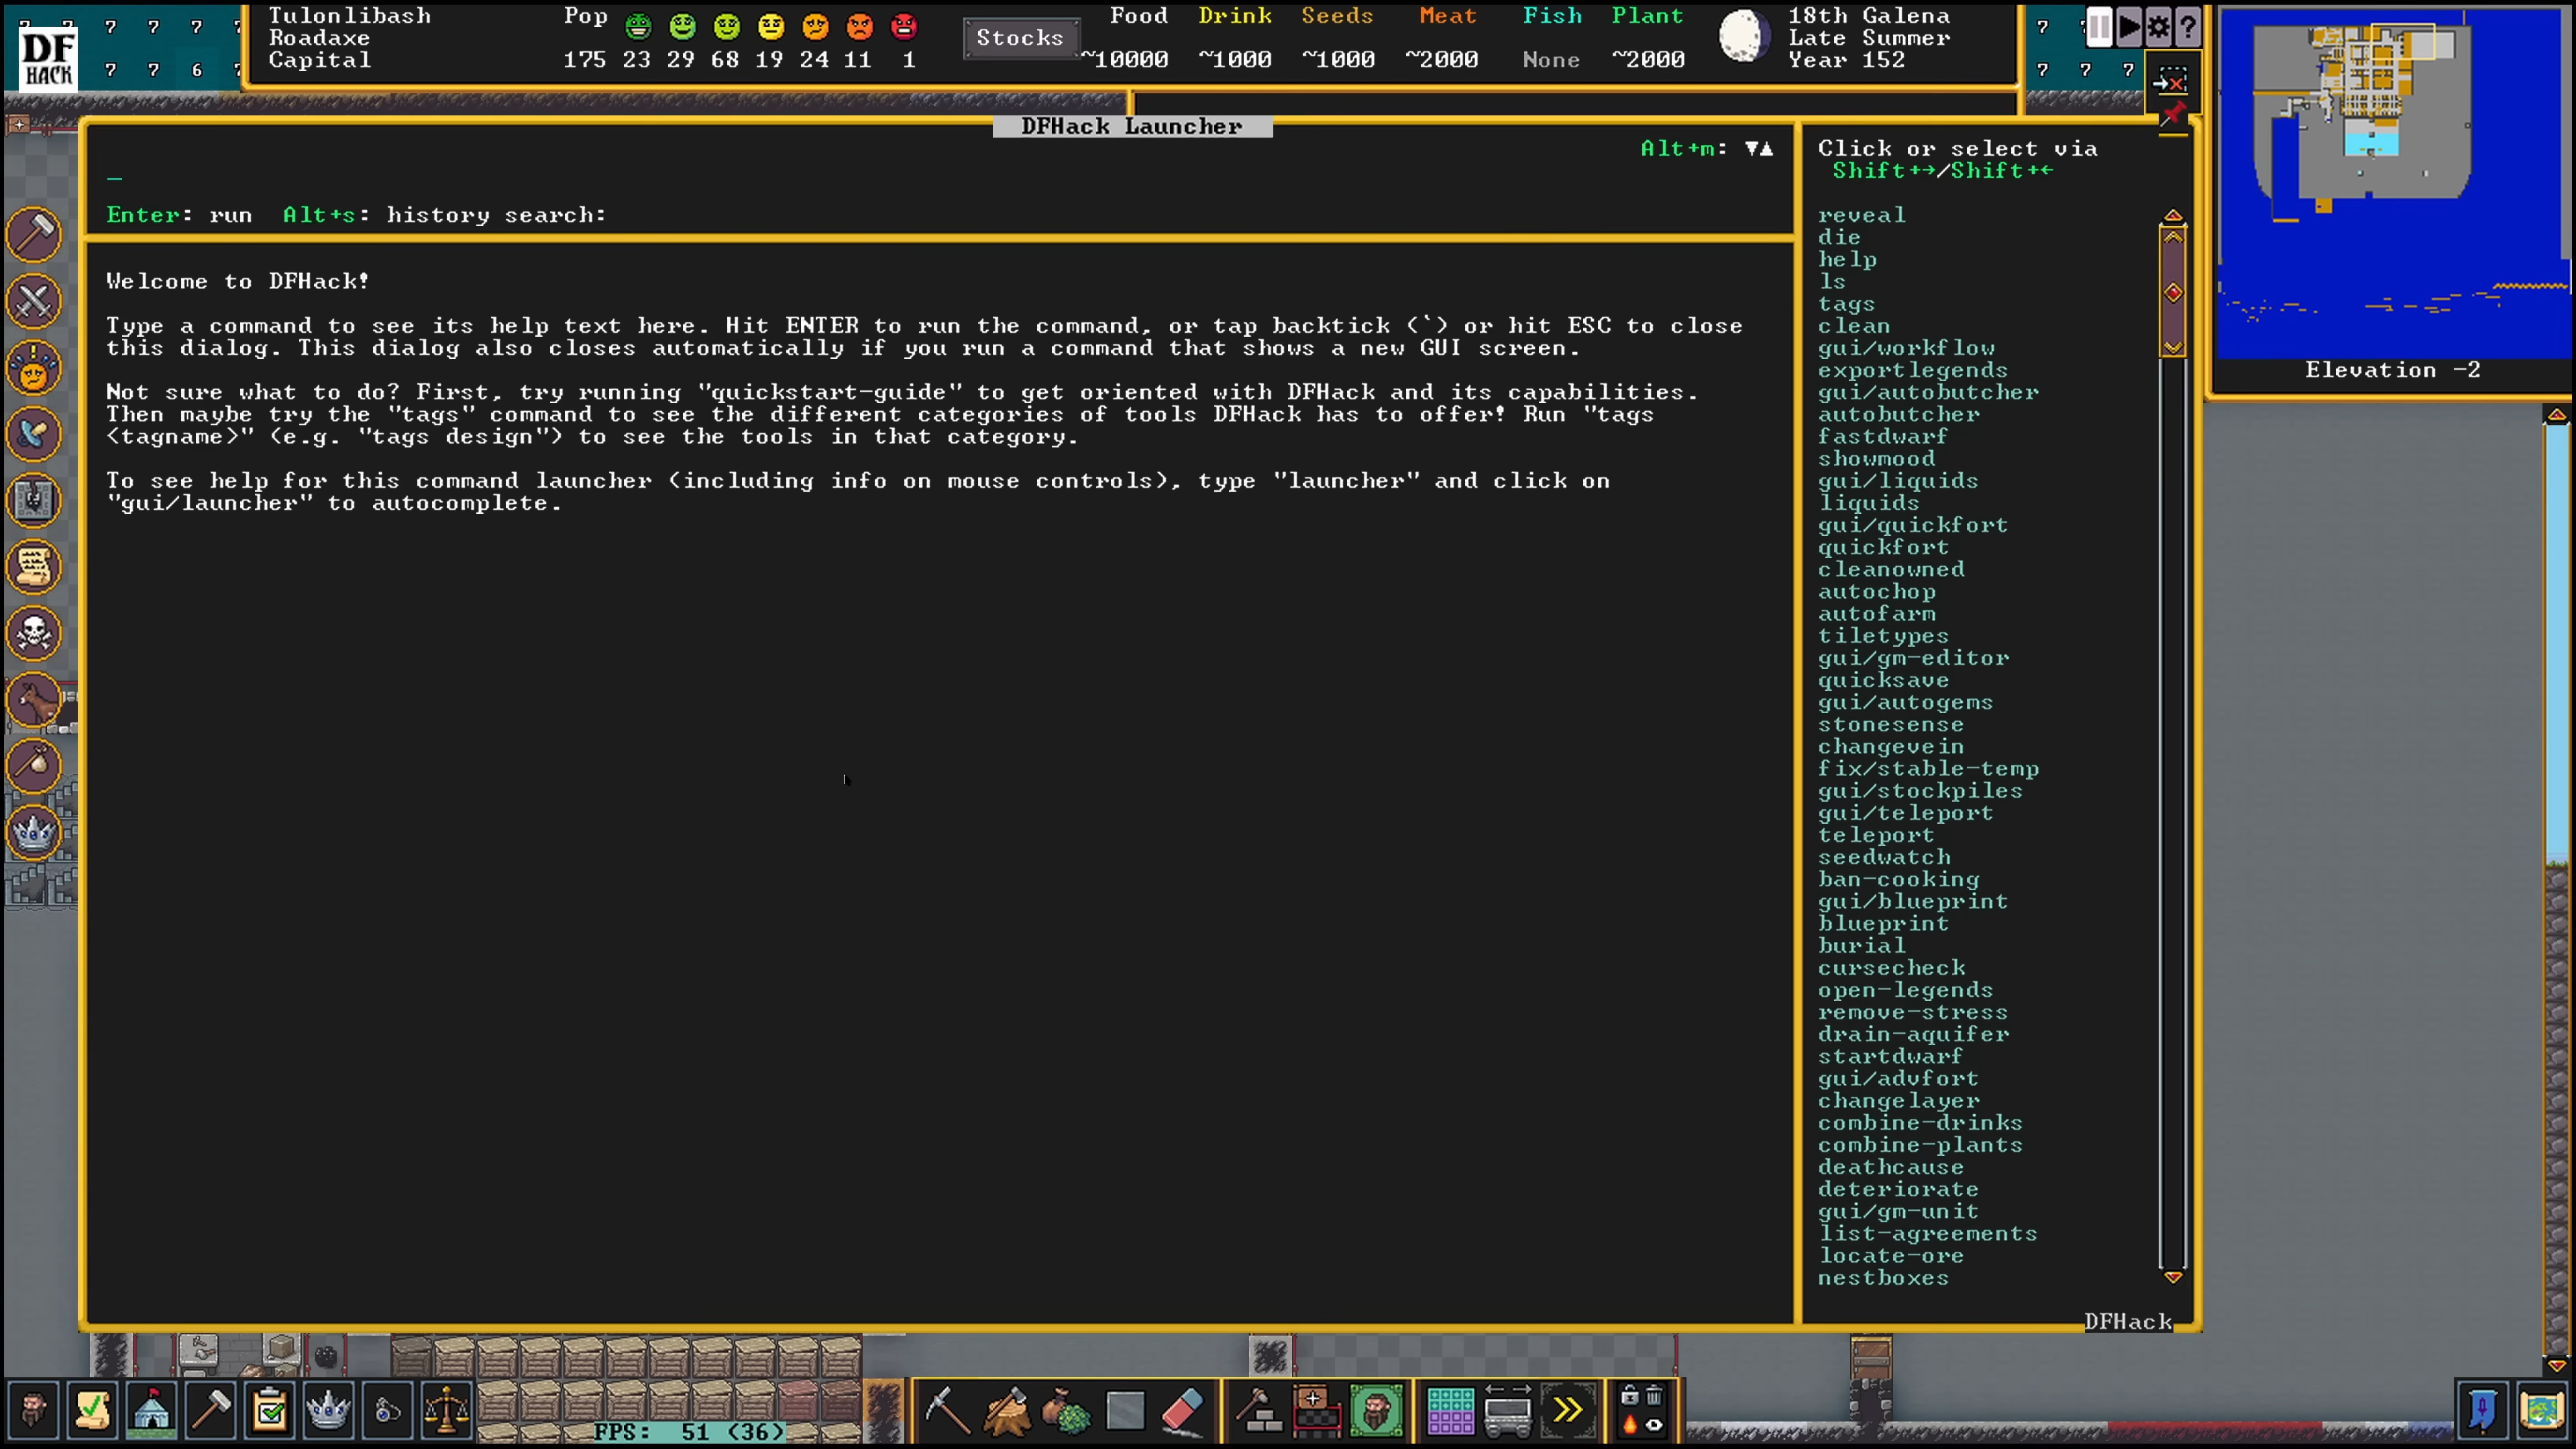 DF
HACK
7 7 7 7
7 7 6 7
Tulonlibash
Roadaxe
Capital
Pop
175 23 29 68 19 24 11 1
Stocks
Food Drink Seeds Meat Fish Plant
~10000 ~1000 ~1000 ~2000 None ~2000
18th Galena
Late Summer
Year 152
7
7 7 7
?
Elevation -2
DFHack Launcher
Alt+m: ▼▲
_
Enter: run Alt+s: history search:
Welcome to DFHack!
Type a command to see its help text here. Hit ENTER to run the command, or tap backtick (`) or hit ESC to close
this dialog. This dialog also closes automatically if you run a command that shows a new GUI screen.
Not sure what to do? First, try running "quickstart-guide" to get oriented with DFHack and its capabilities.
Then maybe try the "tags" command to see the different categories of tools DFHack has to offer! Run "tags
<tagname>" (e.g. "tags design") to see the tools in that category.
To see help for this command launcher (including info on mouse controls), type "launcher" and click on
"gui/launcher" to autocomplete.
Click or select via
Shift+→/Shift+←
reveal
die
help
ls
tags
clean
gui/workflow
exportlegends
gui/autobutcher
autobutcher
fastdwarf
showmood
gui/liquids
liquids
gui/quickfort
quickfort
cleanowned
autochop
autofarm
tiletypes
gui/gm-editor
quicksave
gui/autogems
stonesense
changevein
fix/stable-temp
gui/stockpiles
gui/teleport
teleport
seedwatch
ban-cooking
gui/blueprint
blueprint
burial
cursecheck
open-legends
remove-stress
drain-aquifer
startdwarf
gui/advfort
changelayer
combine-drinks
combine-plants
deathcause
deteriorate
gui/gm-unit
list-agreements
locate-ore
nestboxes
DFHack
FPS: 51 (36)